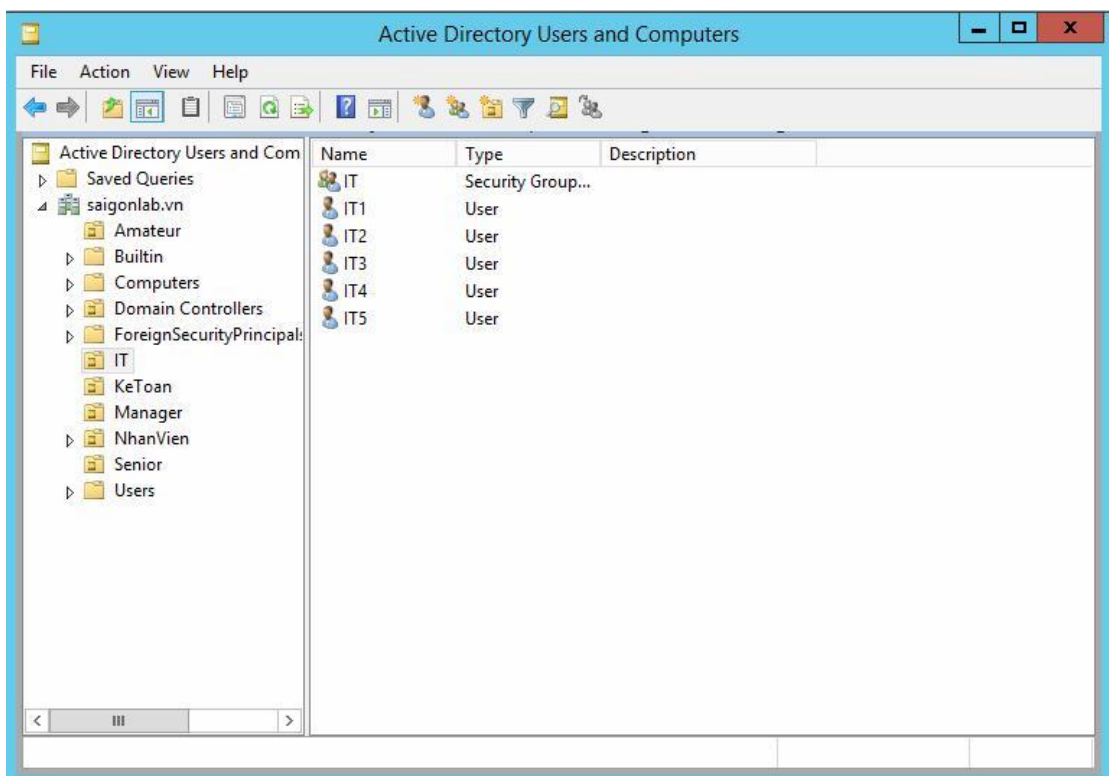 Active Directory Users and Computers
File Action View Help
Active Directory Users and Com
Saved Queries
saigonlab.vn
Amateur
Builtin
Computers
Domain Controllers
ForeignSecurityPrincipals
IT
KeToan
Manager
NhanVien
Senior
Users
Name Type Description
IT Security Group...
IT1 User
IT2 User
IT3 User
IT4 User
IT5 User